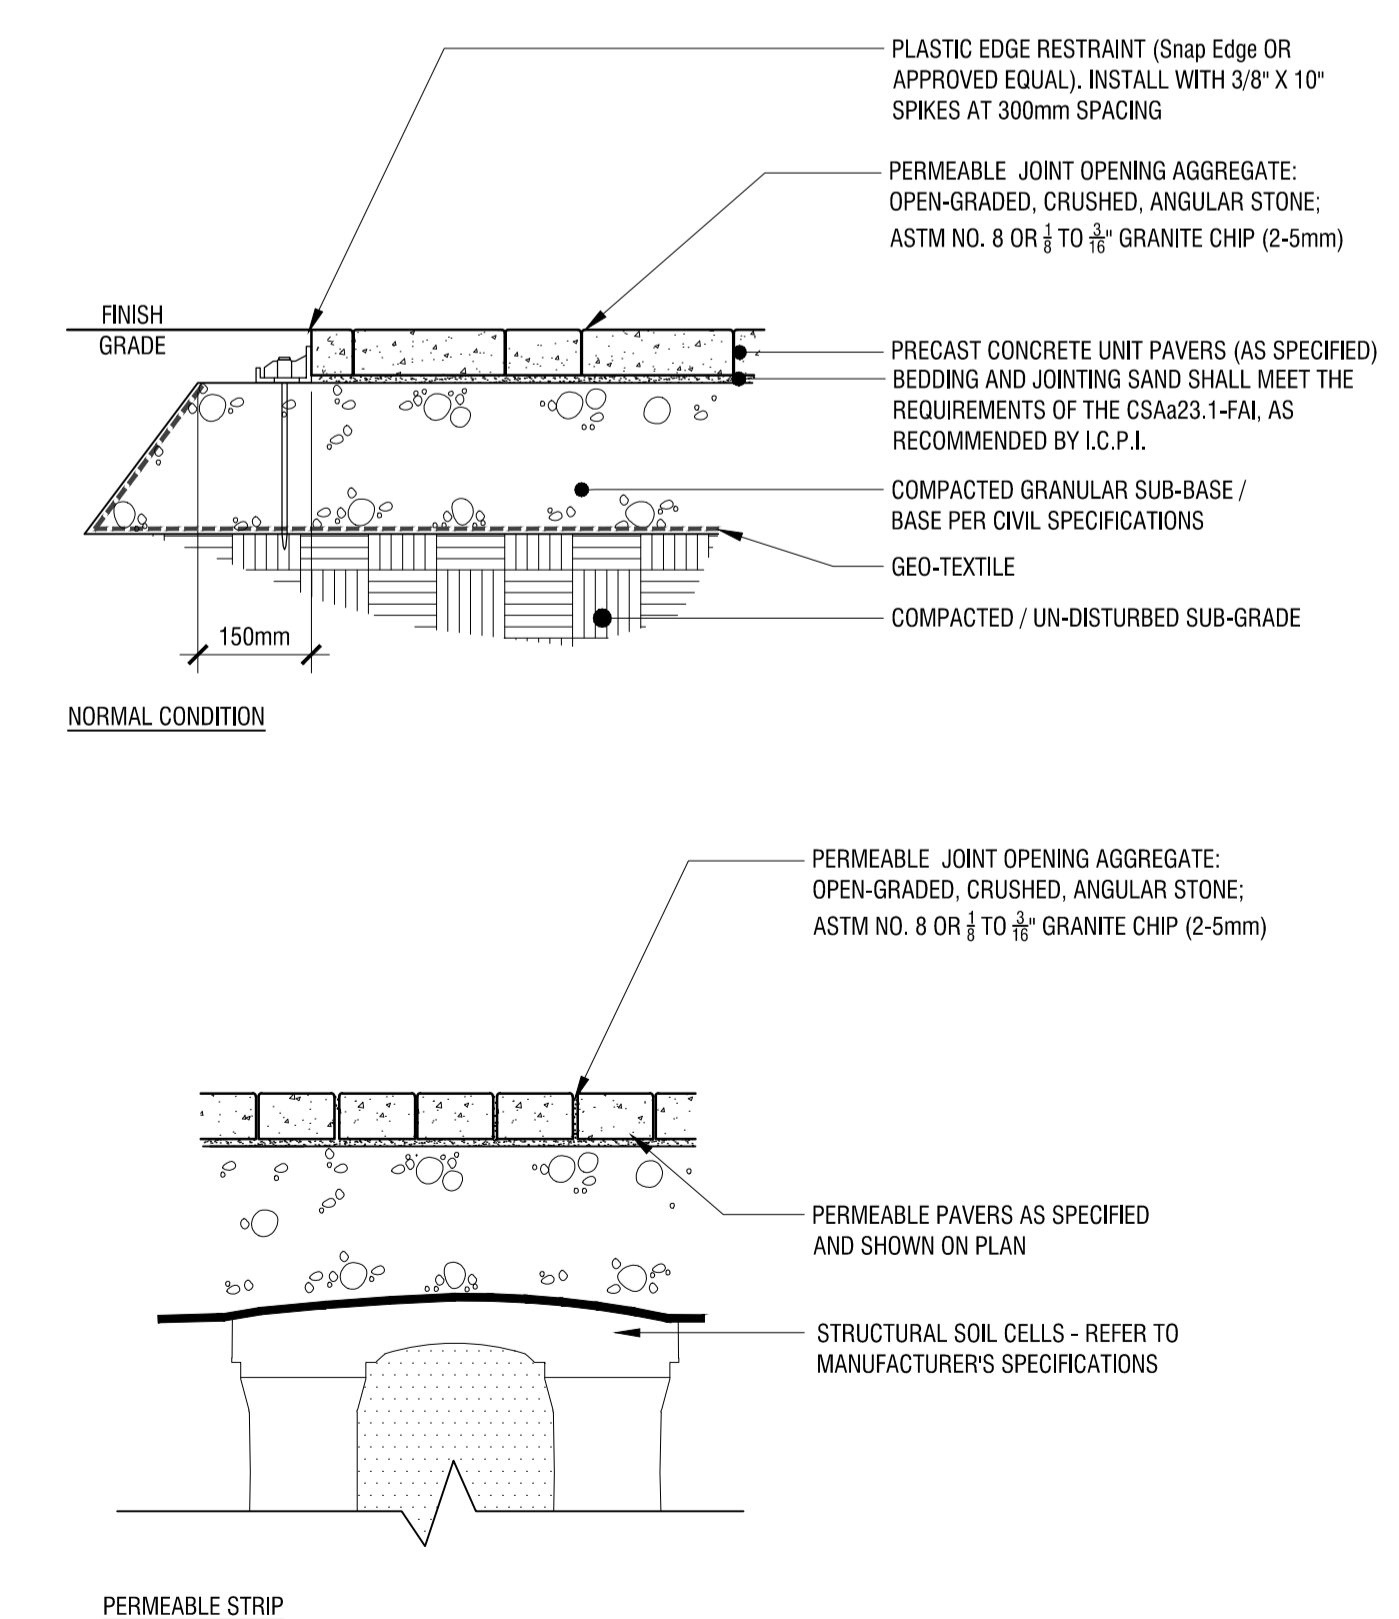 PLASTIC EDGE RESTRAINT (Snap Edge OR
APPROVED EQUAL). INSTALL WITH 3/8" X 10"
SPIKES AT 300mm SPACING
PERMEABLE JOINT OPENING AGGREGATE:
OPEN-GRADED, CRUSHED, ANGULAR STONE;
ASTM NO. 8 OR 1/8 TO 3/16" GRANITE CHIP (2-5mm)
FINISH
GRADE
PRECAST CONCRETE UNIT PAVERS (AS SPECIFIED)
BEDDING AND JOINTING SAND SHALL MEET THE
REQUIREMENTS OF THE CSAa23.1-FAI, AS
RECOMMENDED BY I.C.P.I.
COMPACTED GRANULAR SUB-BASE /
BASE PER CIVIL SPECIFICATIONS
GEO-TEXTILE
COMPACTED / UN-DISTURBED SUB-GRADE
150mm
NORMAL CONDITION
PERMEABLE JOINT OPENING AGGREGATE:
OPEN-GRADED, CRUSHED, ANGULAR STONE;
ASTM NO. 8 OR 1/8 TO 3/16" GRANITE CHIP (2-5mm)
PERMEABLE PAVERS AS SPECIFIED
AND SHOWN ON PLAN
STRUCTURAL SOIL CELLS - REFER TO
MANUFACTURER'S SPECIFICATIONS
PERMEABLE STRIP